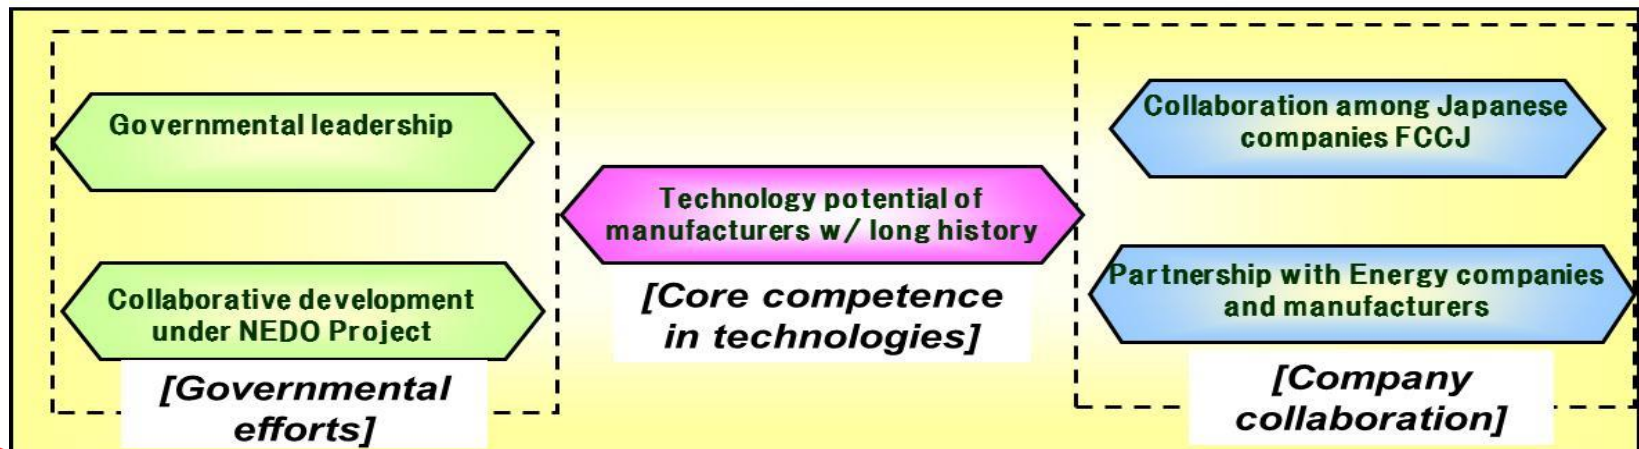 Governmental leadership
Collaborative development
under NEDO Project
[Governmental
efforts]
Technology potential of
manufacturers w/ long history
[Core competence
in technologies]
Collaboration among Japanese
companies FCCJ
Partnership with Energy companies
and manufacturers
[Company
collaboration]